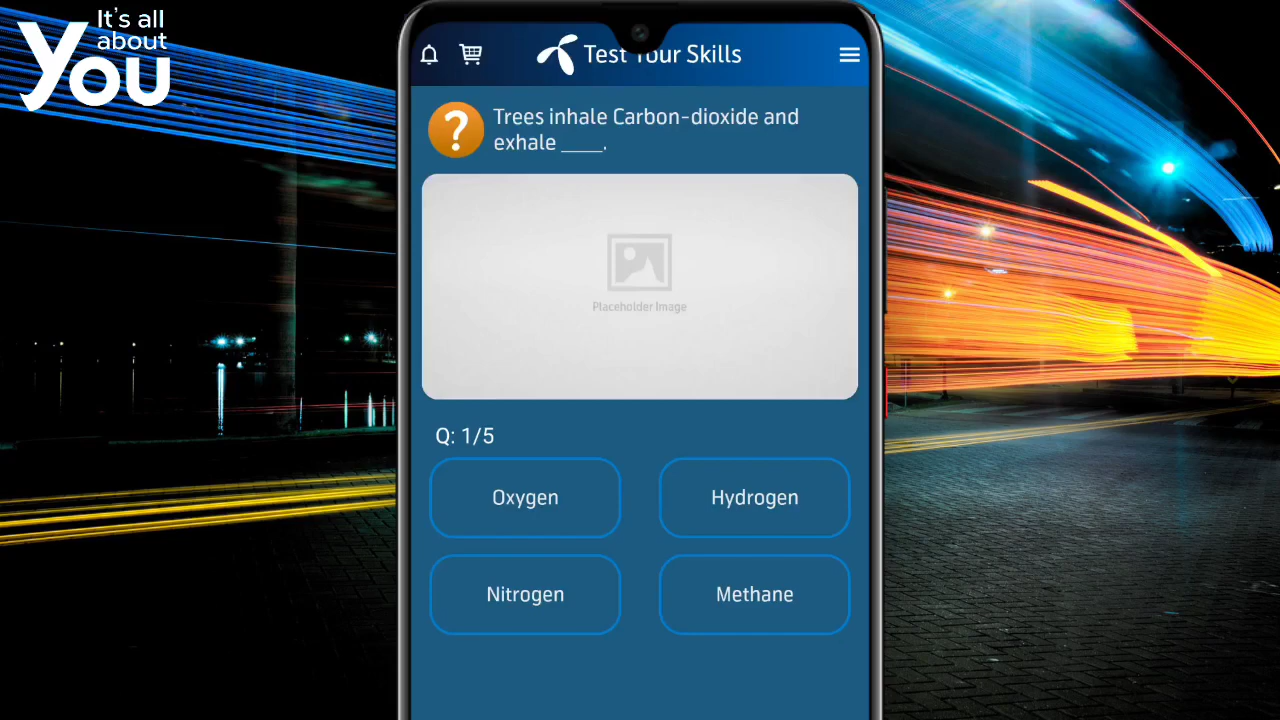 It's all
about
You
Test Your Skills
?
Trees inhale Carbon-dioxide and
exhale ____.
Placeholder Image
Q: 1/5
Oxygen
Hydrogen
Nitrogen
Methane